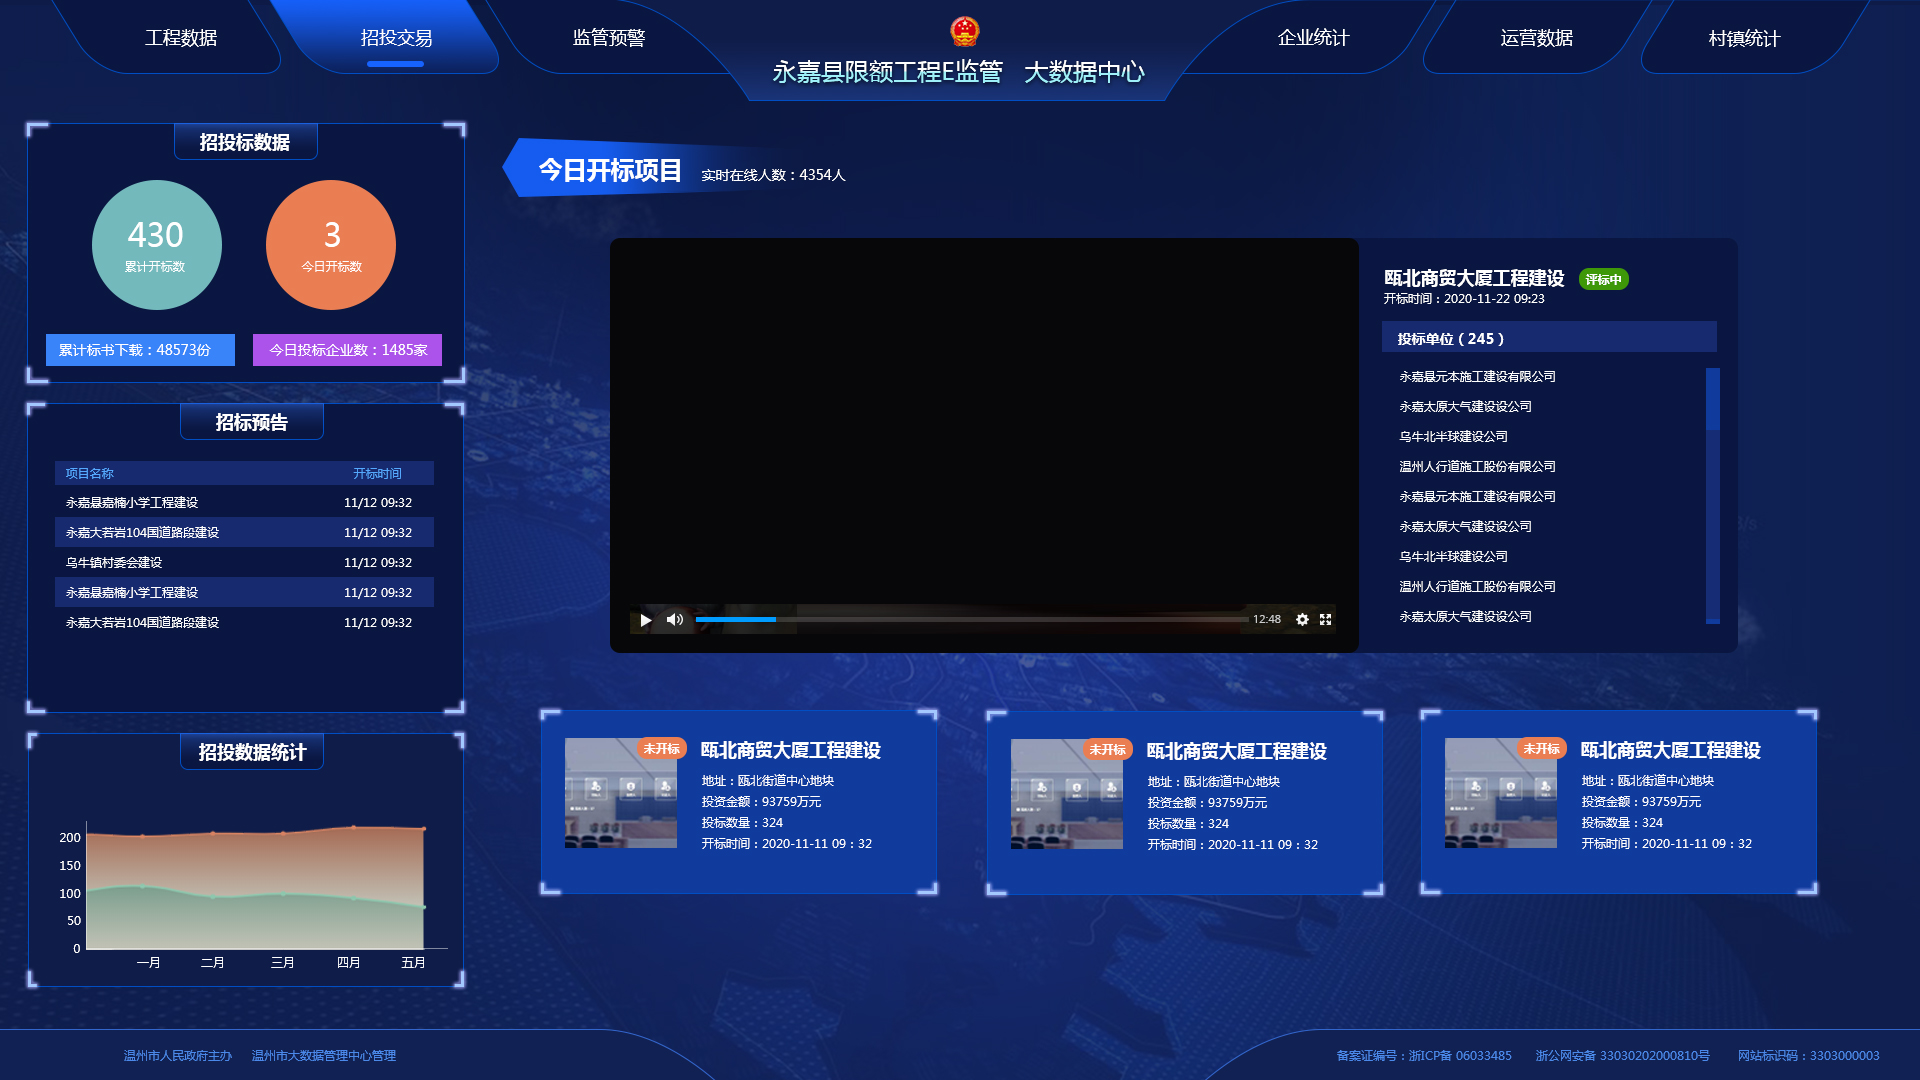 工程数据
招投交易
监管预警
永嘉县限额工程E监管 大数据中心
企业统计
运营数据
村镇统计
招投标数据
430
累计开标数
3
今日开标数
累计标书下载：48573份
今日投标企业数：1485家
招标预告
项目名称 开标时间
永嘉县嘉楠小学工程建设 11/12 09:32
永嘉大若岩104国道路段建设 11/12 09:32
乌牛镇村委会建设 11/12 09:32
永嘉县嘉楠小学工程建设 11/12 09:32
永嘉大若岩104国道路段建设 11/12 09:32
招投数据统计
200
150
100
50
0
一月 二月 三月 四月 五月
今日开标项目 实时在线人数：4354人
12:48
瓯北商贸大厦工程建设 评标中
开标时间：2020-11-22 09:23
投标单位（245）
永嘉县元本施工建设有限公司
永嘉太原大气建设设公司
乌牛北半球建设公司
温州人行道施工股份有限公司
永嘉县元本施工建设有限公司
永嘉太原大气建设设公司
乌牛北半球建设公司
温州人行道施工股份有限公司
永嘉太原大气建设设公司
未开标 瓯北商贸大厦工程建设
地址：瓯北街道中心地块
投资金额：93759万元
投标数量：324
开标时间：2020-11-11 09：32
未开标 瓯北商贸大厦工程建设
地址：瓯北街道中心地块
投资金额：93759万元
投标数量：324
开标时间：2020-11-11 09：32
未开标 瓯北商贸大厦工程建设
地址：瓯北街道中心地块
投资金额：93759万元
投标数量：324
开标时间：2020-11-11 09：32
温州市人民政府主办 温州市大数据管理中心管理
备案证编号：浙ICP备 06033485 浙公网安备 33030202000810号 网站标识码：3303000003